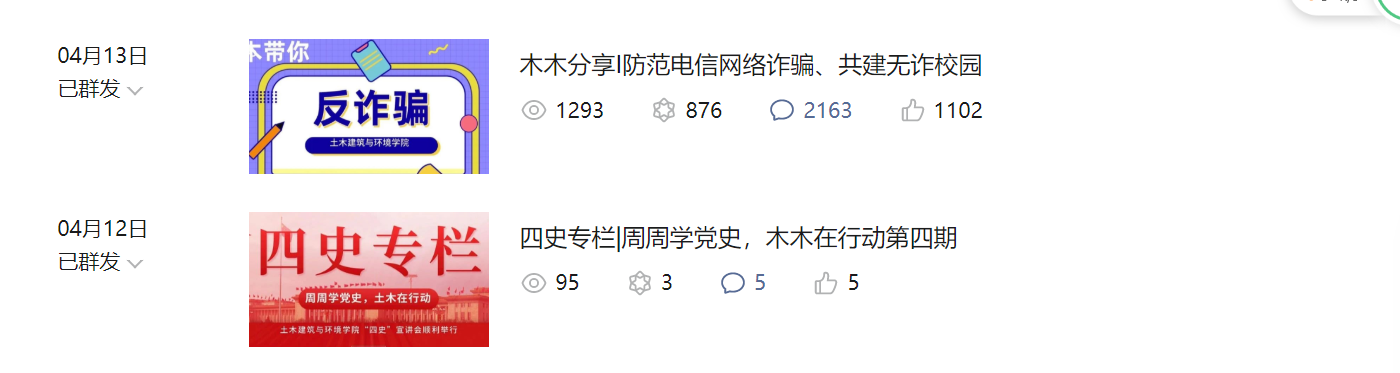 04月13日
已群发
本带你
反诈骗
土木建筑与环境学院
木木分享I防范电信网络诈骗、共建无诈校园
1293
876
2163
1102
04月12日
已群发
四史专栏
周周学党史，土木在行动
土木建筑与环境学院“四史”宣讲会顺利举行
四史专栏|周周学党史，木木在行动第四期
95
3
5
5